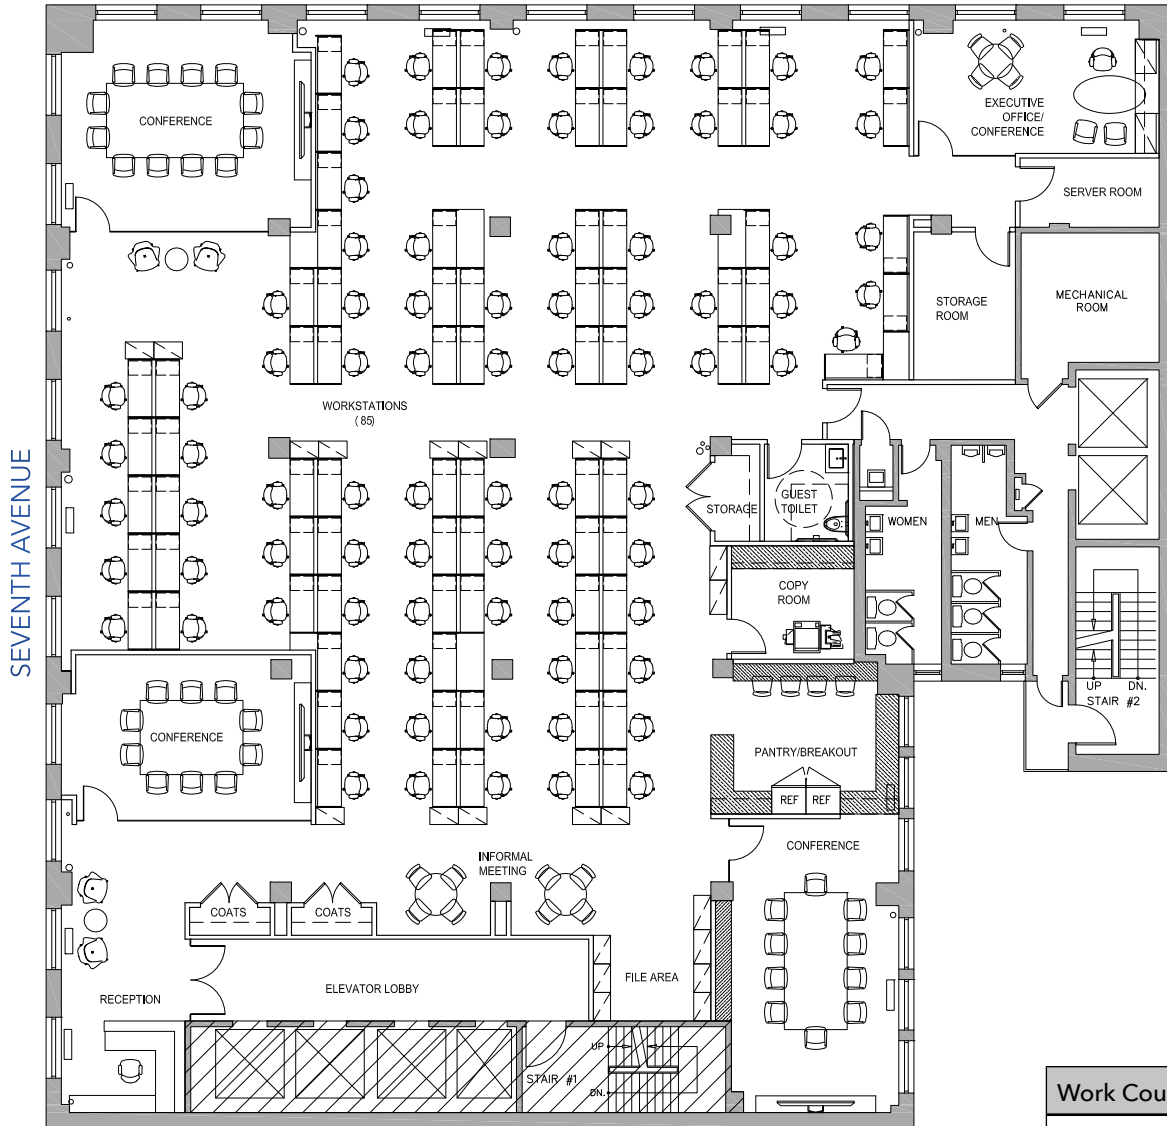 CONFERENCE
EXECUTIVE
OFFICE/
CONFERENCE
SERVER ROOM
STORAGE
ROOM
MECHANICAL
ROOM
WORKSTATIONS
(85)
SEVENTH AVENUE
STORAGE
GUEST
TOILET
WOMEN
MEN
COPY
ROOM
UP
DN.
STAIR #2
CONFERENCE
PANTRY/BREAKOUT
REF
REF
CONFERENCE
INFORMAL
MEETING
COATS
COATS
FILE AREA
ELEVATOR LOBBY
RECEPTION
UP
STAIR #1
DN.
Work Cou